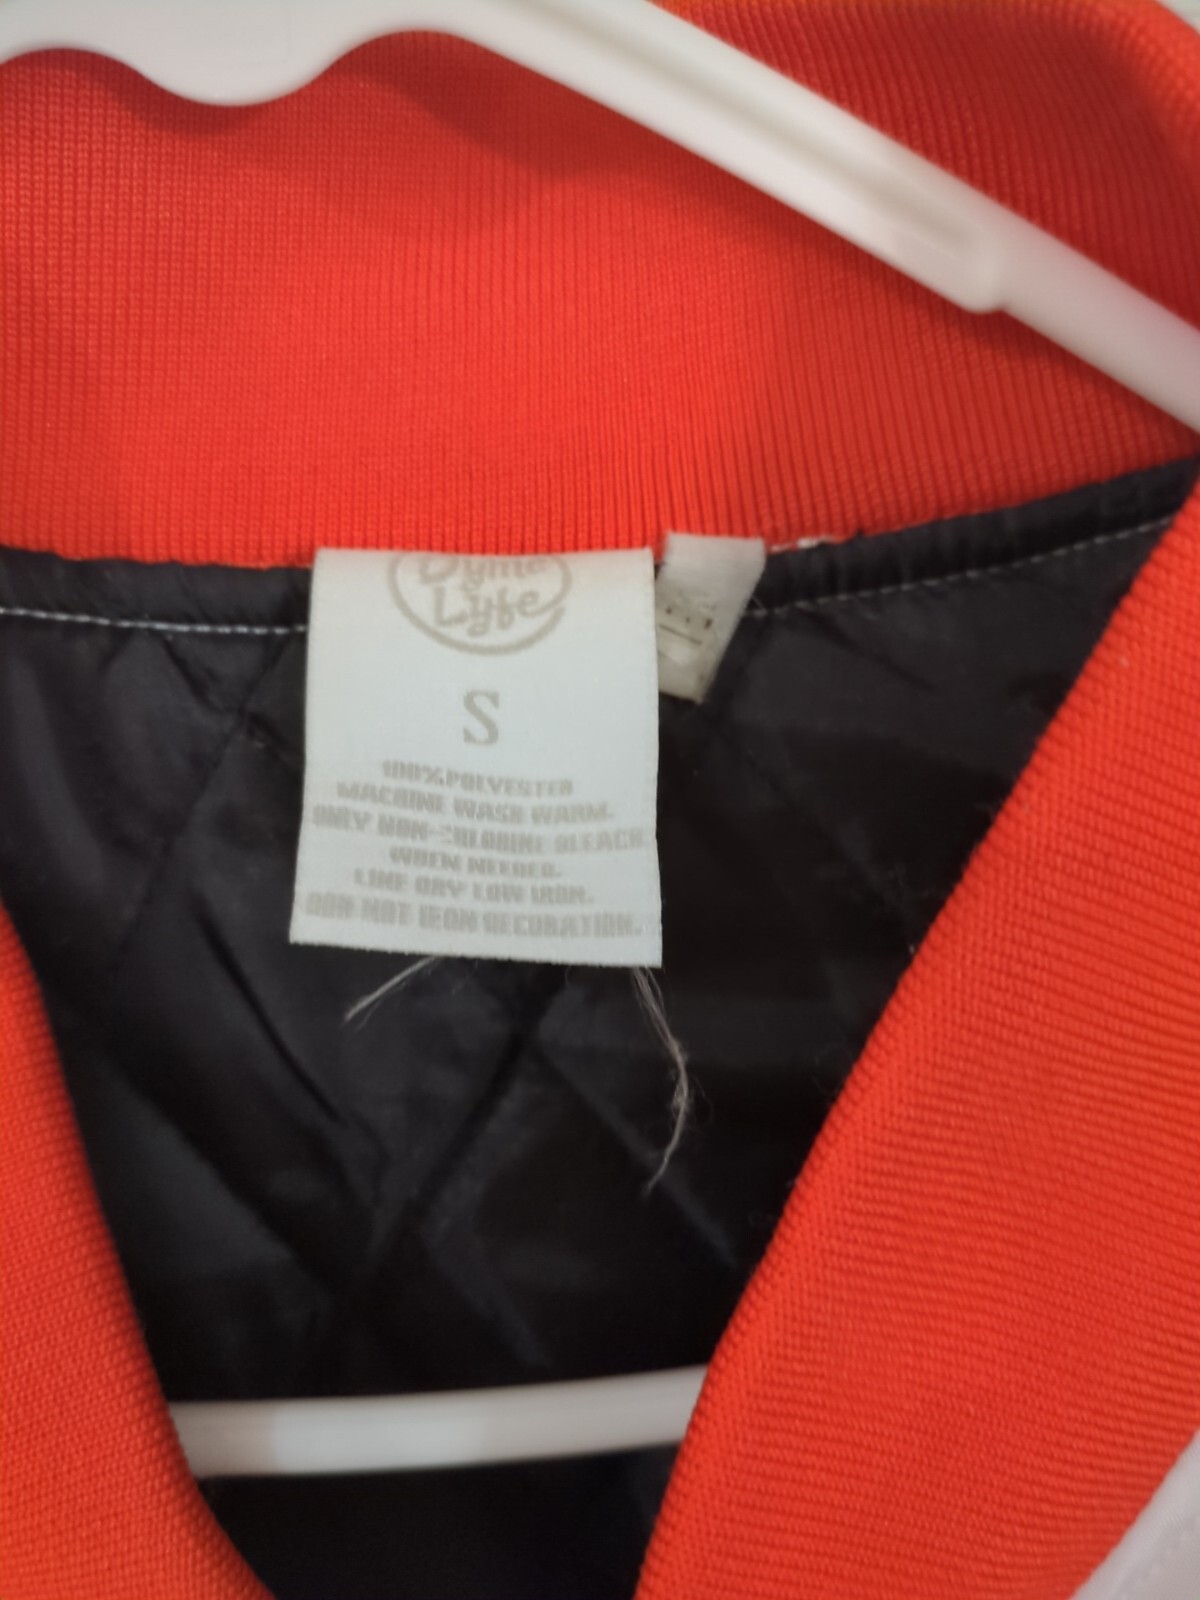 Dyme
Lyfe
S
100% POLYESTER
MACHINE WASH WARM.
ONLY NON-CHLORINE BLEACH
WHEN NEEDED.
LINE DRY LOW IRON.
DON NOT IRON DECORATION.